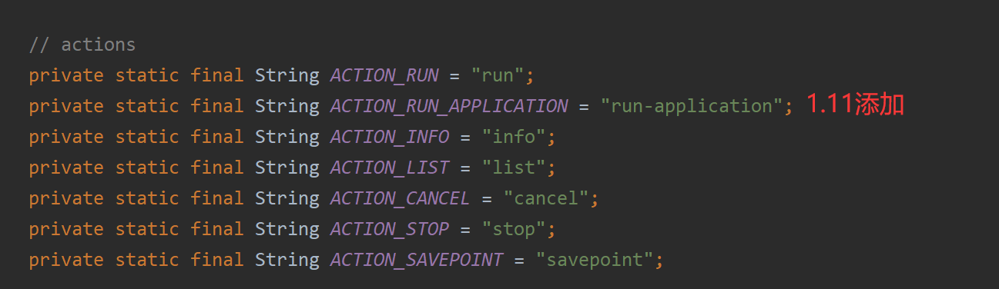 // actions
private static final String ACTION_RUN = "run";
private static final String ACTION_RUN_APPLICATION = "run-application"; 1.11添加
private static final String ACTION_INFO = "info";
private static final String ACTION_LIST = "list";
private static final String ACTION_CANCEL = "cancel";
private static final String ACTION_STOP = "stop";
private static final String ACTION_SAVEPOINT = "savepoint";